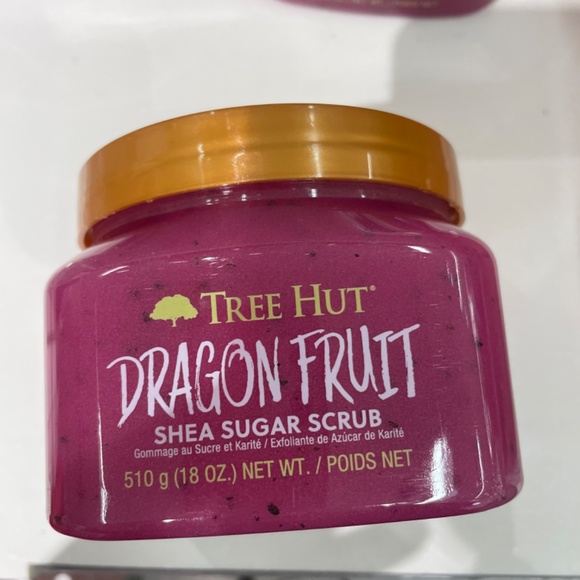 TREE HUT®
DRAGON FRUIT
SHEA SUGAR SCRUB
Gommage au Sucre et Karité / Exfoliante de Azúcar de Karité
510 g (18 OZ.) NET WT. / POIDS NET